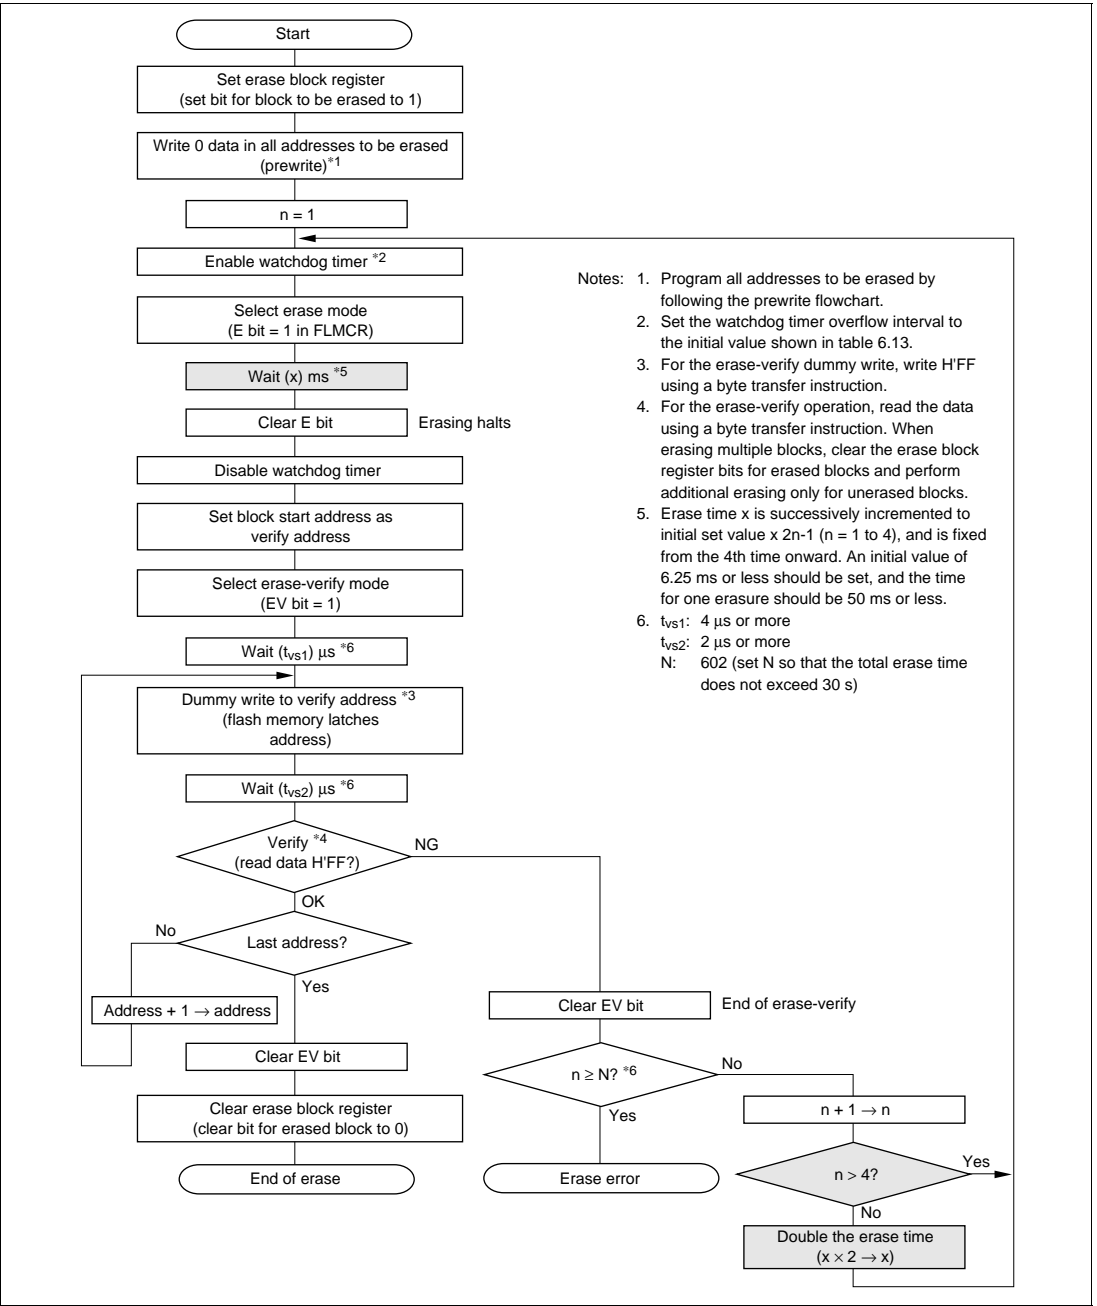 Start
Set erase block register
(set bit for block to be erased to 1)
Write 0 data in all addresses to be erased
(prewrite)*1
n = 1
Enable watchdog timer *2
Select erase mode
(E bit = 1 in FLMCR)
Wait (x) ms *5
Clear E bit
Erasing halts
Disable watchdog timer
Set block start address as
verify address
Select erase-verify mode
(EV bit = 1)
Wait (tvs1) μs *6
Dummy write to verify address *3
(flash memory latches
address)
Wait (tvs2) μs *6
Verify *4
(read data H'FF?)
NG
OK
No
Last address?
Yes
Address + 1 → address
Clear EV bit
Clear erase block register
(clear bit for erased block to 0)
End of erase
Clear EV bit
End of erase-verify
n ≥ N? *6
No
Yes
Erase error
n + 1 → n
n > 4?
Yes
No
Double the erase time
(x × 2 → x)
Notes: 1. Program all addresses to be erased by
following the prewrite flowchart.
2. Set the watchdog timer overflow interval to
the initial value shown in table 6.13.
3. For the erase-verify dummy write, write H'FF
using a byte transfer instruction.
4. For the erase-verify operation, read the data
using a byte transfer instruction. When
erasing multiple blocks, clear the erase block
register bits for erased blocks and perform
additional erasing only for unerased blocks.
5. Erase time x is successively incremented to
initial set value x 2n-1 (n = 1 to 4), and is fixed
from the 4th time onward. An initial value of
6.25 ms or less should be set, and the time
for one erasure should be 50 ms or less.
6. tvs1: 4 μs or more
tvs2: 2 μs or more
N: 602 (set N so that the total erase time
does not exceed 30 s)